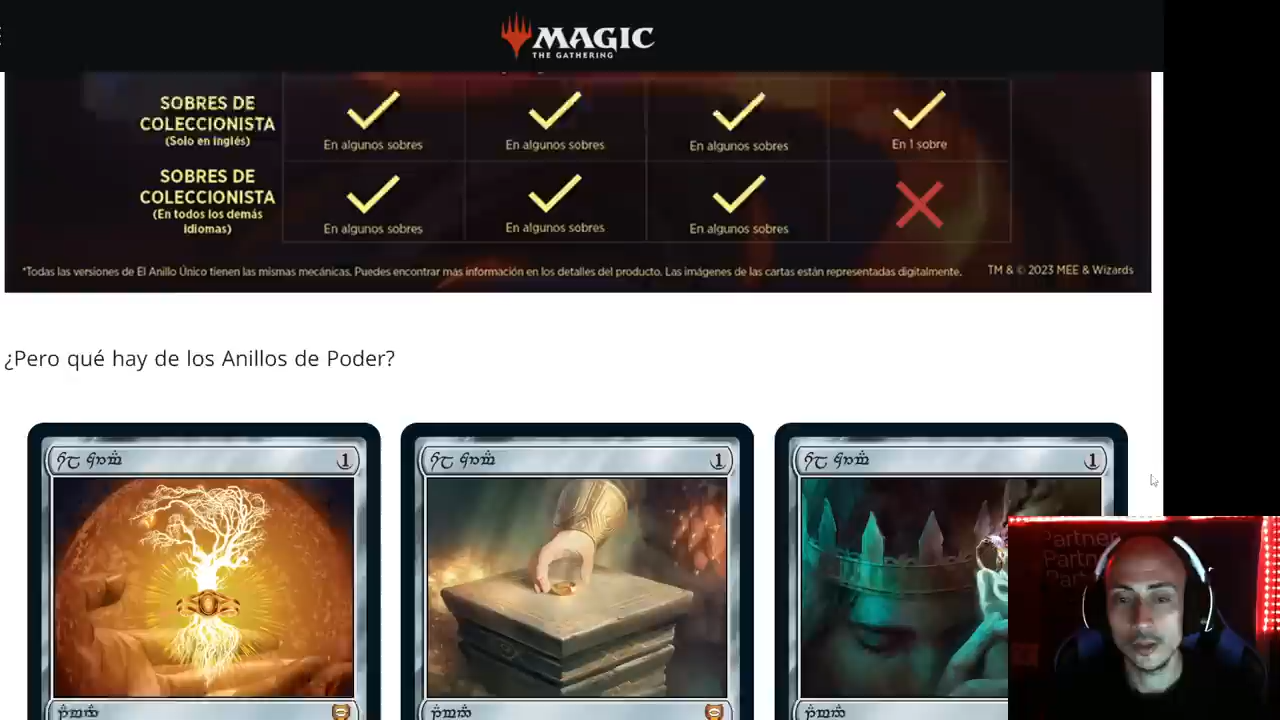 MAGIC
THE GATHERING
SOBRES DE
COLECCIONISTA
(Solo en inglés)
En algunos sobres
En algunos sobres
En algunos sobres
En 1 sobre
SOBRES DE
COLECCIONISTA
(En todos los demás
idiomas)
En algunos sobres
En algunos sobres
En algunos sobres
*Todas las versiones de El Anillo Único tienen las mismas mecánicas. Puedes encontrar más información en los detalles del producto. Las imágenes de las cartas están representadas digitalmente.
TM & © 2023 MEE & Wizards
¿Pero qué hay de los Anillos de Poder?
1
1
1
Partner
Partner